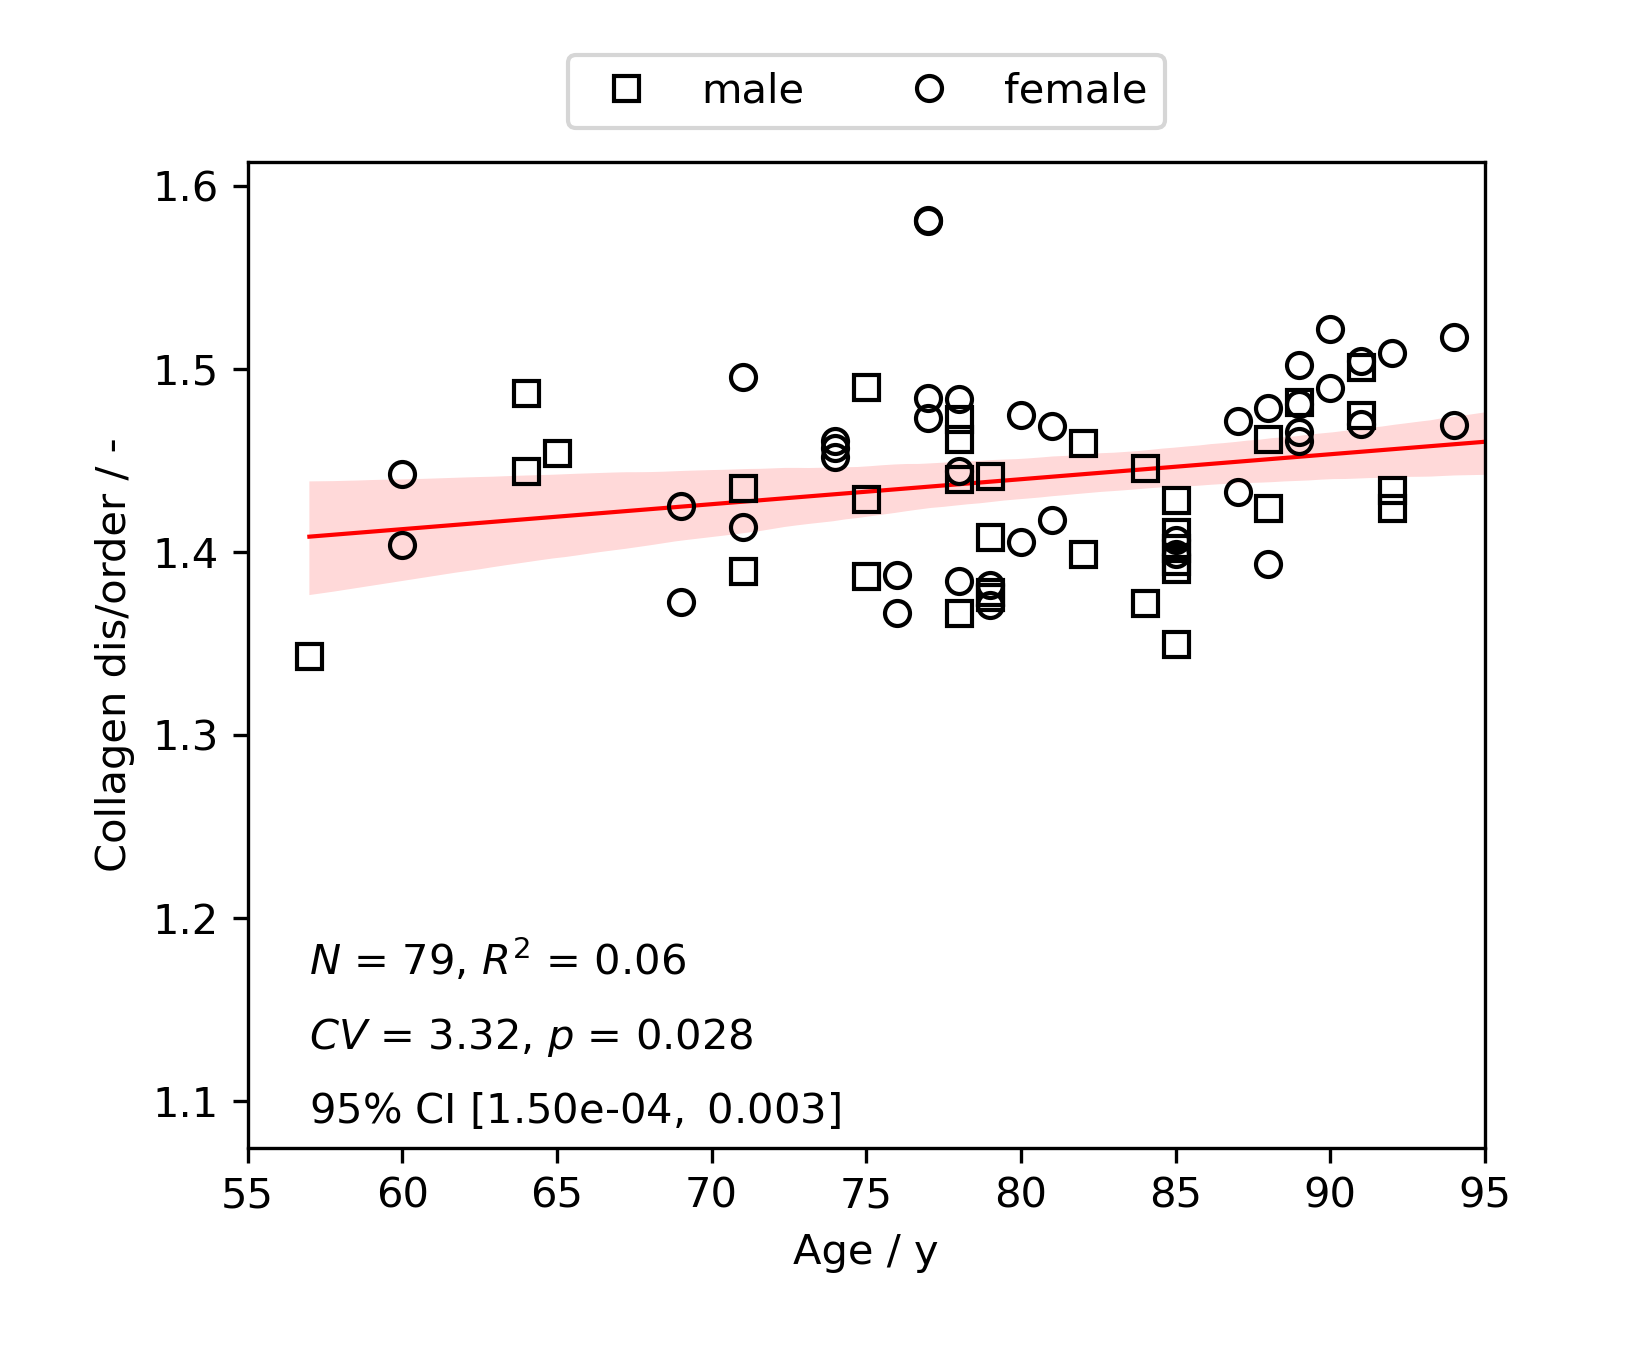 male female
1.6
1.5
1.4
1.3
1.2
1.1
Collagen dis/order / -
N = 79, R² = 0.06
CV = 3.32, p = 0.028
95% CI [1.50e-04, 0.003]
55 60 65 70 75 80 85 90 95
Age / y